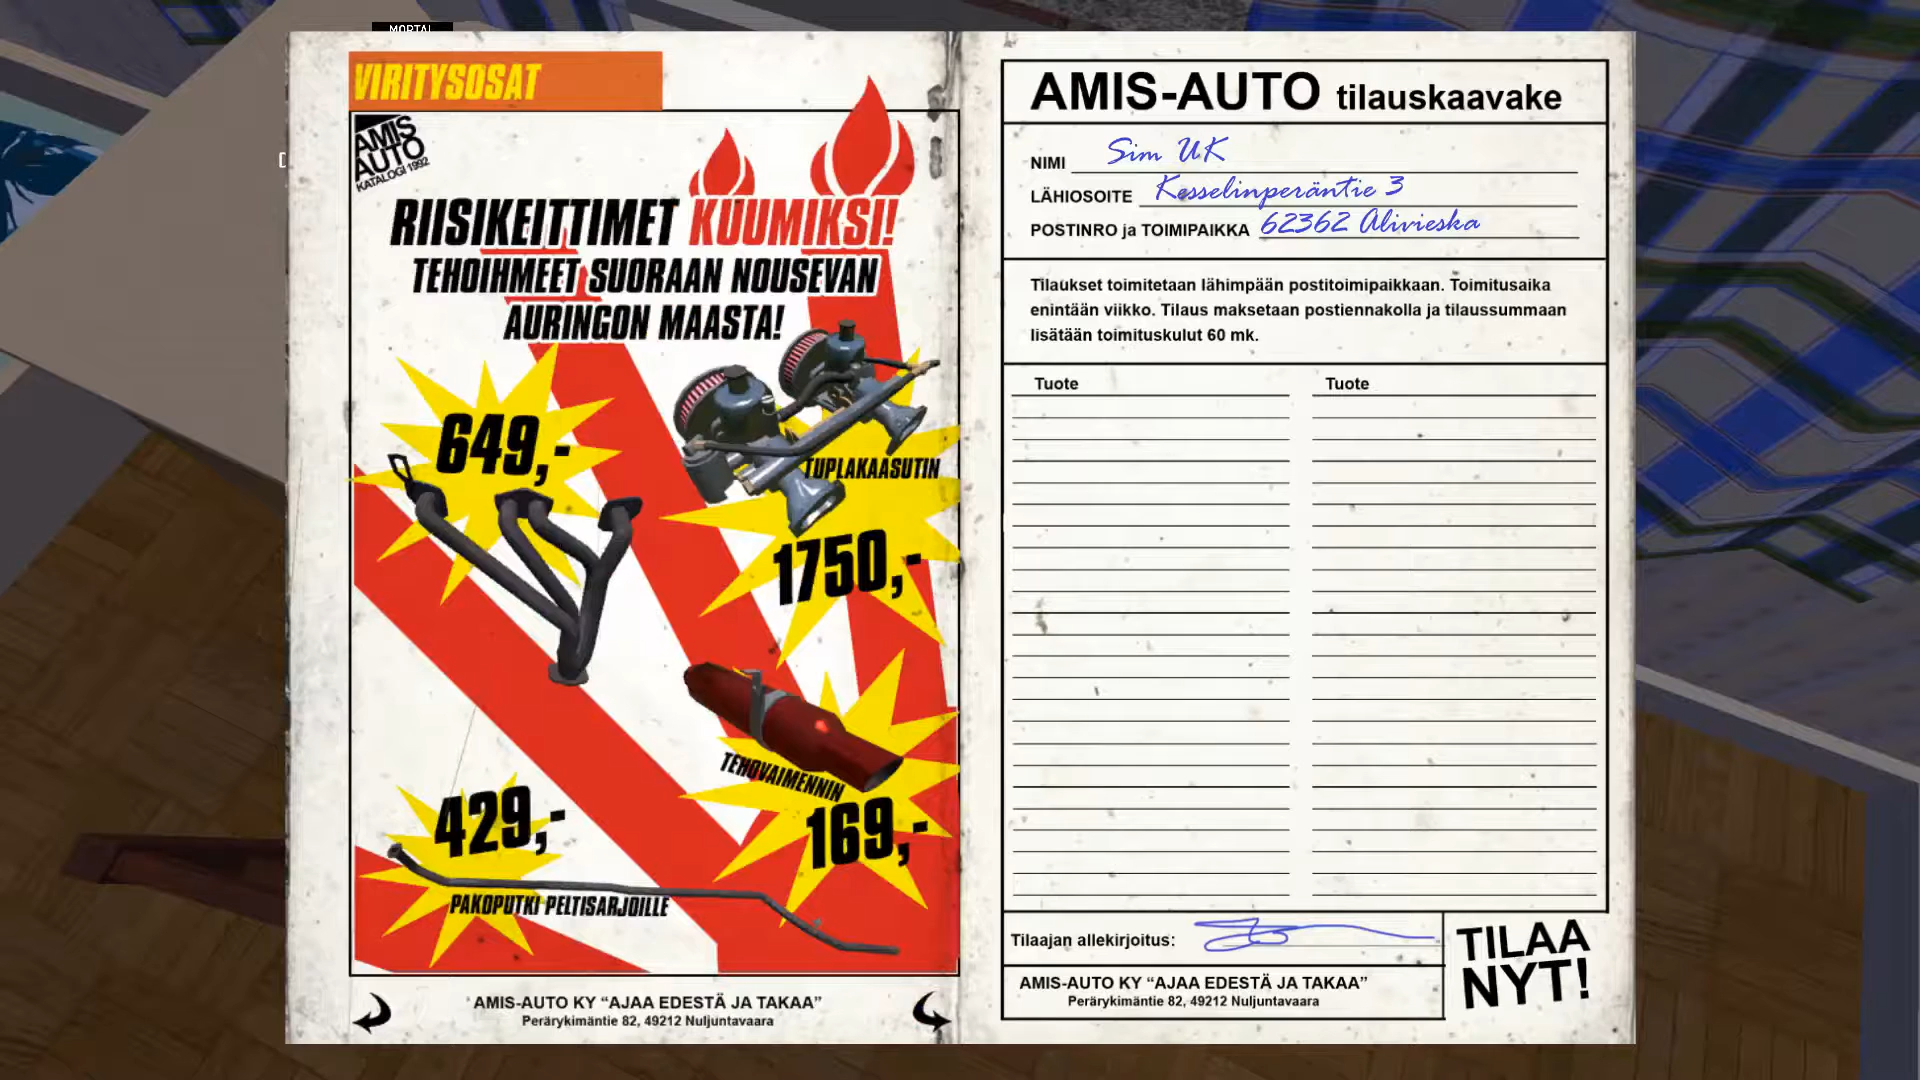 MORTAL
VIRITYSOSAT
AMIS
AUTO
KATALOGI 1992
RIISIKEITTIMET KUUMIKSI!
TEHOIHMEET SUORAAN NOUSEVAN
AURINGON MAASTA!
649,-
TUPLAKAASUTIN
1750,-
TEHOVAIMENNIN
169,-
429,-
PAKOPUTKI PELTISARJOILLE
AMIS-AUTO KY “AJAA EDESTÄ JA TAKAA”
Perärykimäntie 82, 49212 Nuljuntavaara
AMIS-AUTO tilauskaavake
NIMI Sim UK
LÄHIOSOITE Kesselinperäntie 3
POSTINRO ja TOIMIPAIKKA 62362 Alivieska
Tilaukset toimitetaan lähimpään postitoimipaikkaan. Toimitusaika
enintään viikko. Tilaus maksetaan postiennakolla ja tilaussummaan
lisätään toimituskulut 60 mk.
Tuote Tuote
Tilaajan allekirjoitus:
TILAA
NYT!
AMIS-AUTO KY “AJAA EDESTÄ JA TAKAA”
Perärykimäntie 82, 49212 Nuljuntavaara